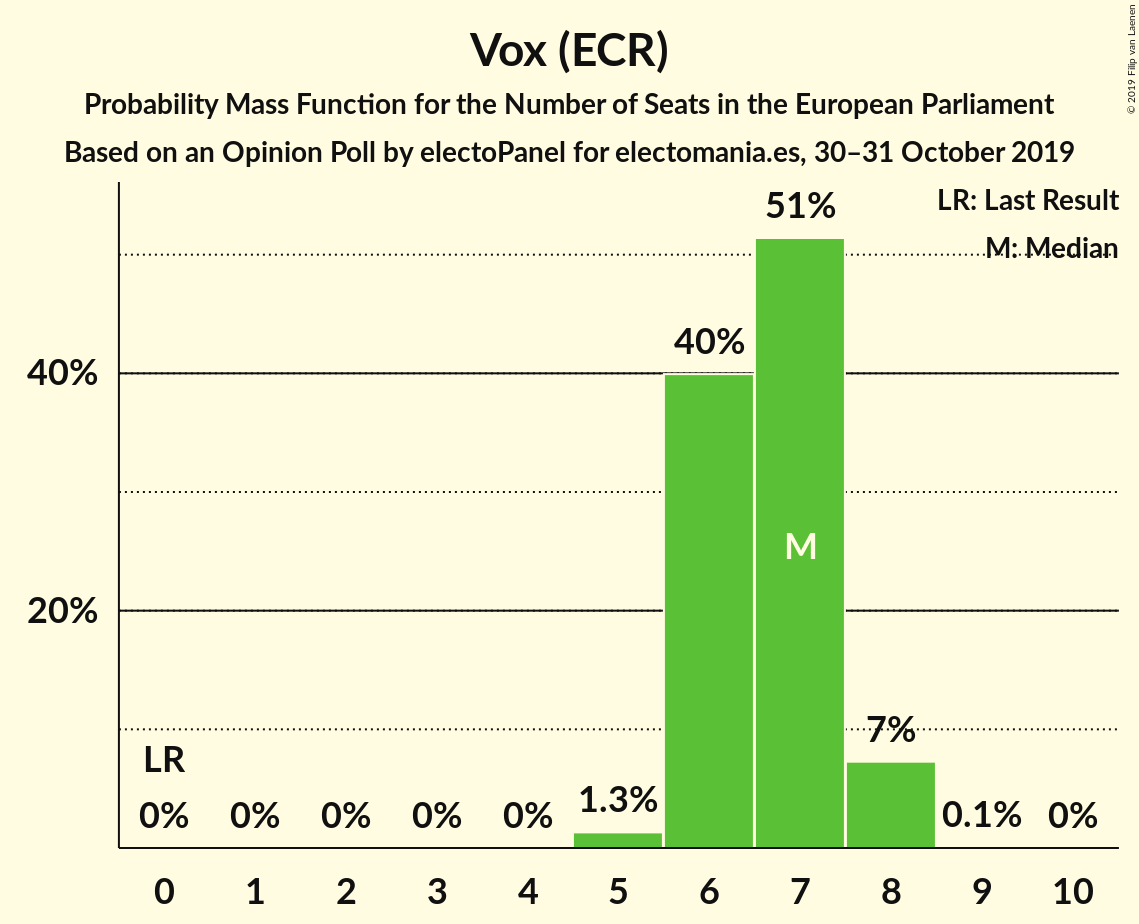 Vox (ECR)
Probability Mass Function for the Number of Seats in the European Parliament
Based on an Opinion Poll by electoPanel for electomania.es, 30–31 October 2019
© 2019 Filip van Laenen
LR: Last Result
M: Median
51%
40%
40%
M
20%
7%
LR
1.3%
0% 0% 0% 0% 0% 0.1% 0%
0 1 2 3 4 5 6 7 8 9 10